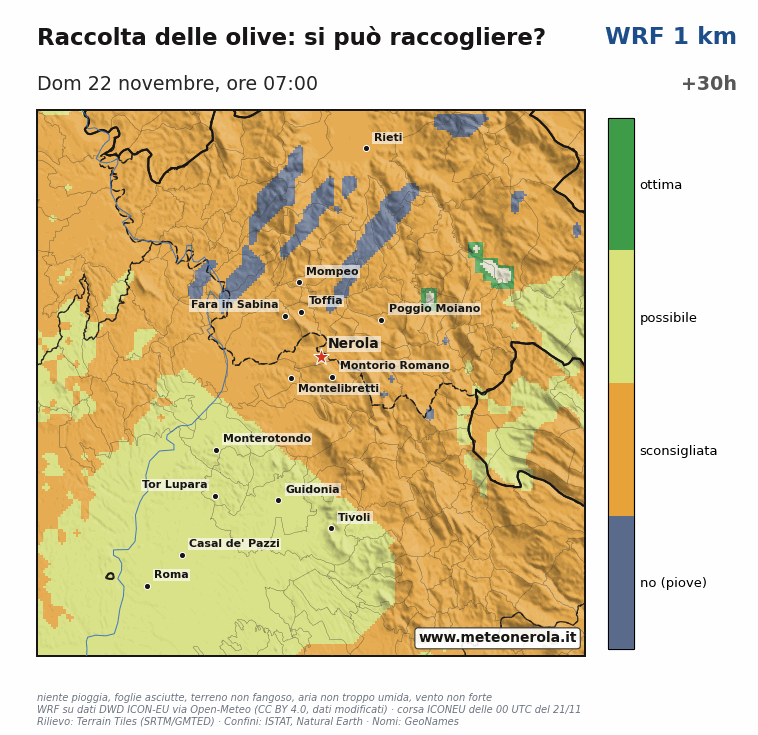 Raccolta delle olive: si può raccogliere?
WRF 1 km
Dom 22 novembre, ore 07:00
+30h
Rieti
ottima
Mompeo
Fara in Sabina
Toffia
Poggio Moiano
possibile
Nerola
Montorio Romano
Montelibretti
Monterotondo
sconsigliata
Tor Lupara
Guidonia
Tivoli
Casal de' Pazzi
Roma
no (piove)
www.meteonerola.it
niente pioggia, foglie asciutte, terreno non fangoso, aria non troppo umida, vento non forte
WRF su dati DWD ICON-EU via Open-Meteo (CC BY 4.0, dati modificati) · corsa ICONEU delle 00 UTC del 21/11
Rilievo: Terrain Tiles (SRTM/GMTED) · Confini: ISTAT, Natural Earth · Nomi: GeoNames